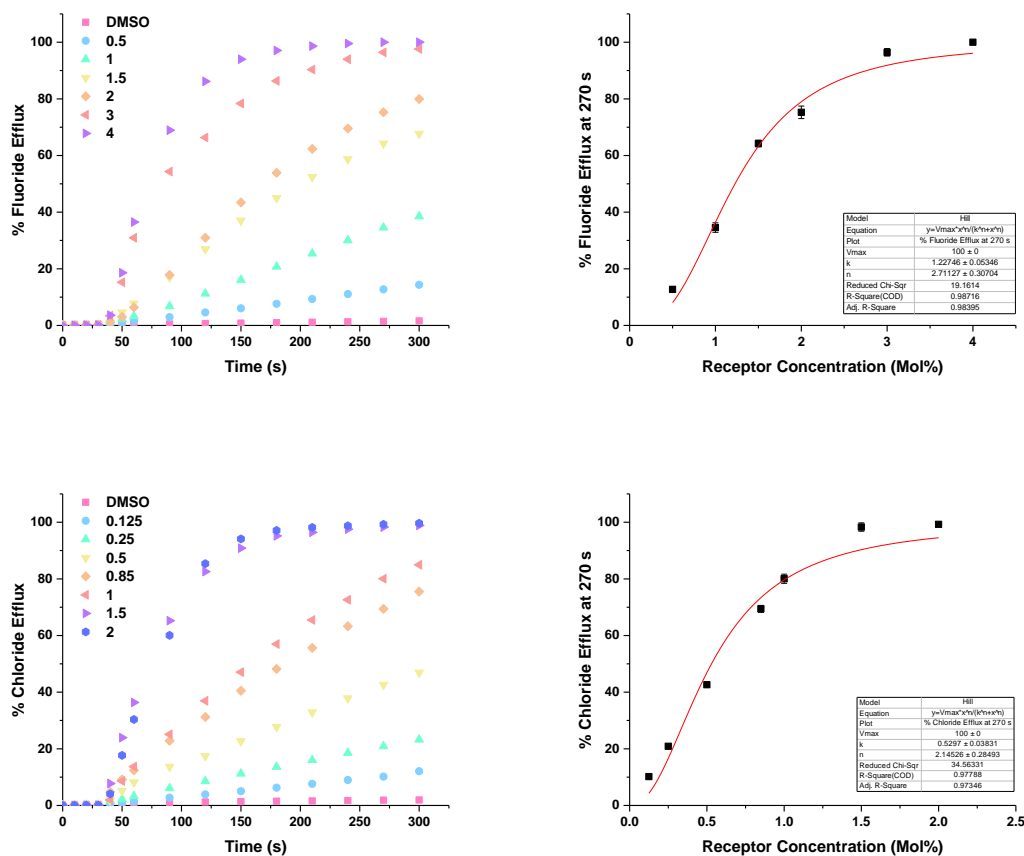 DMSO
0.5
1
1.5
2
3
4
100
80
60
40
20
0
% Fluoride Efflux
0 50 100 150 200 250 300
Time (s)
100
80
60
40
20
0
% Fluoride Efflux at 270 s
1 2 3 4
Receptor Concentration (Mol%)
Model Hill
Equation y=Vmax*x^n/(k^n+x^n)
Plot % Fluoride Efflux at 270 s
Vmax 100 ± 0
k 1.22746 ± 0.05346
n 2.71127 ± 0.30704
Reduced Chi-Sqr 19.1614
R-Square(COD) 0.98716
Adj. R-Square 0.98395
DMSO
0.125
0.25
0.5
0.85
1
1.5
2
100
80
60
40
20
0
% Chloride Efflux
0 50 100 150 200 250 300
Time (s)
100
80
60
40
20
0
% Chloride Efflux at 270 s
0.0 0.5 1.0 1.5 2.0 2.5
Receptor Concentration (Mol%)
Model Hill
Equation y=Vmax*x^n/(k^n+x^n)
Plot % Chloride Efflux at 270 s
Vmax 100 ± 0
k 0.5297 ± 0.03831
n 2.14526 ± 0.28493
Reduced Chi-Sqr 34.56331
R-Square(COD) 0.97788
Adj. R-Square 0.97346